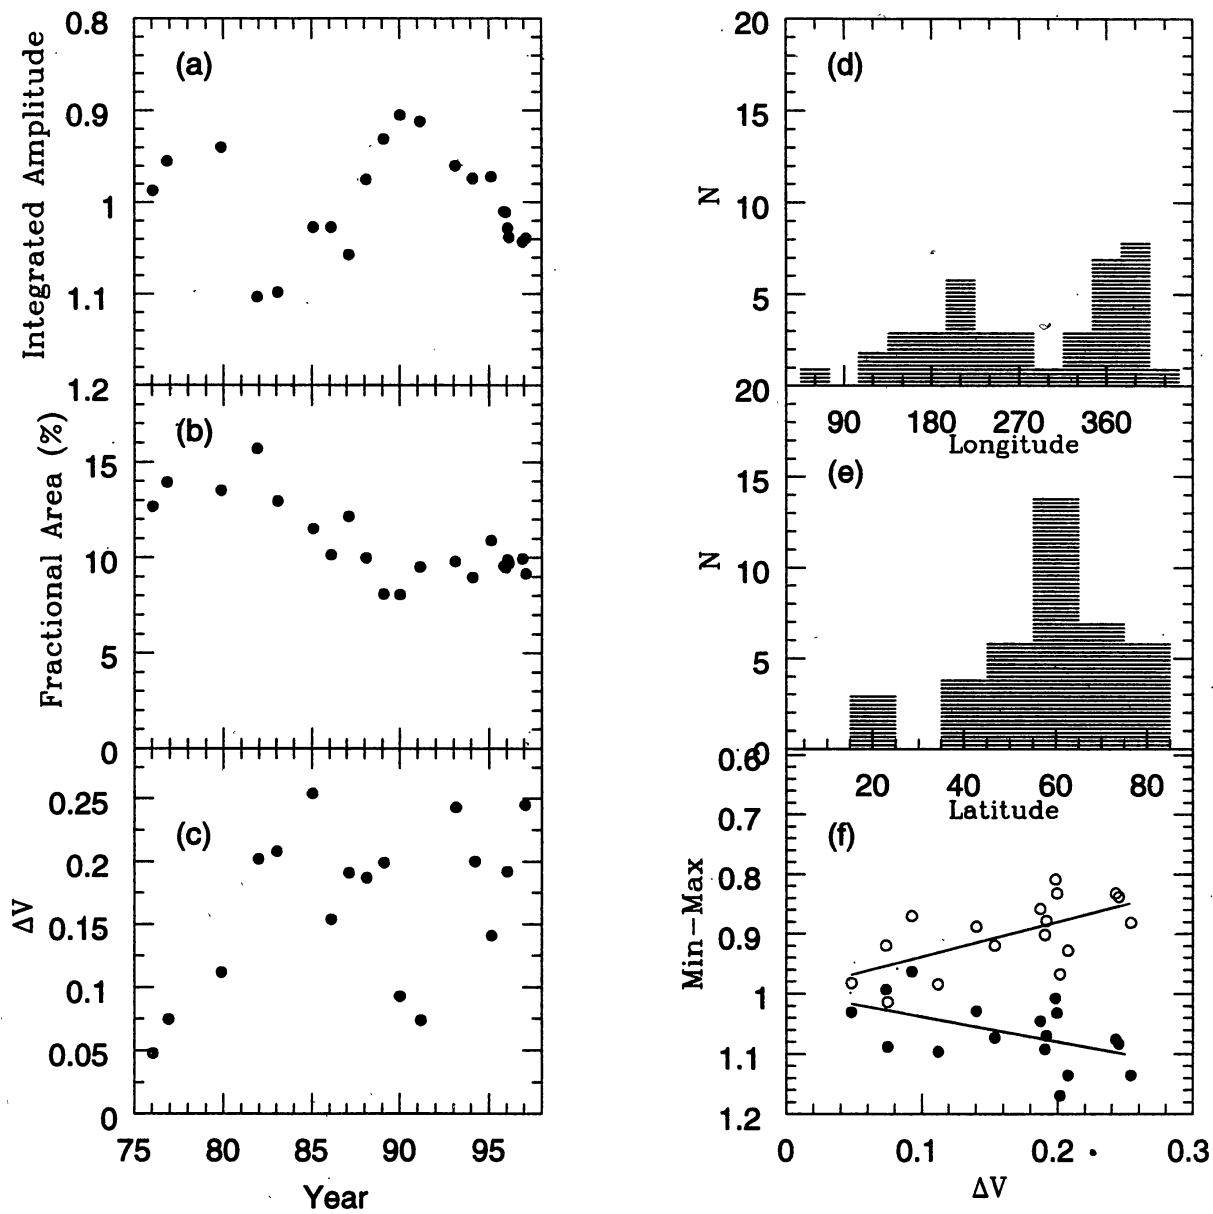 0.8
0.9
1
1.1
1.2
Integrated Amplitude
(a)
15
10
5
0
Fractional Area (%)
(b)
0.25
0.2
0.15
0.1
0.05
0
ΔV
(c)
75 80 85 90 95
Year
20
15
10
5
N
(d)
90 180 270 360
Longitude
20
15
10
5
0
N
(e)
20 40 60 80
Latitude
0.6
0.7
0.8
0.9
1
1.1
1.2
Min-Max
(f)
0 0.1 0.2 0.3
ΔV